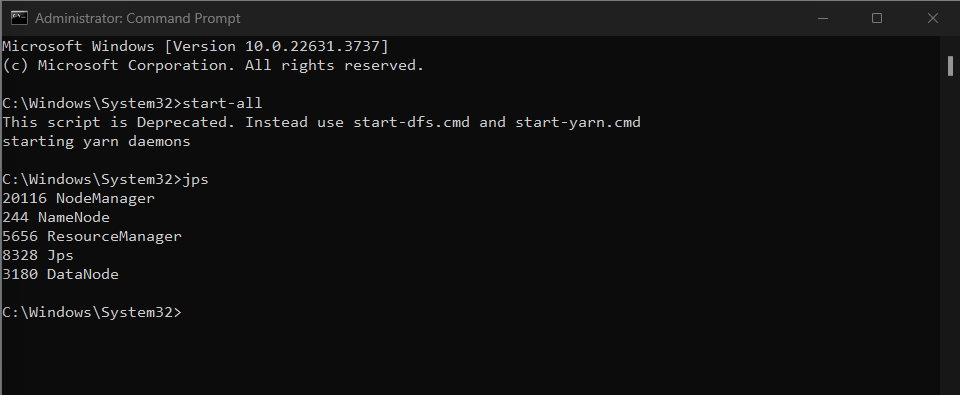 Administrator: Command Prompt
Microsoft Windows [Version 10.0.22631.3737]
(c) Microsoft Corporation. All rights reserved.
C:\Windows\System32>start-all
This script is Deprecated. Instead use start-dfs.cmd and start-yarn.cmd
starting yarn daemons
C:\Windows\System32>jps
20116 NodeManager
244 NameNode
5656 ResourceManager
8328 Jps
3180 DataNode
C:\Windows\System32>